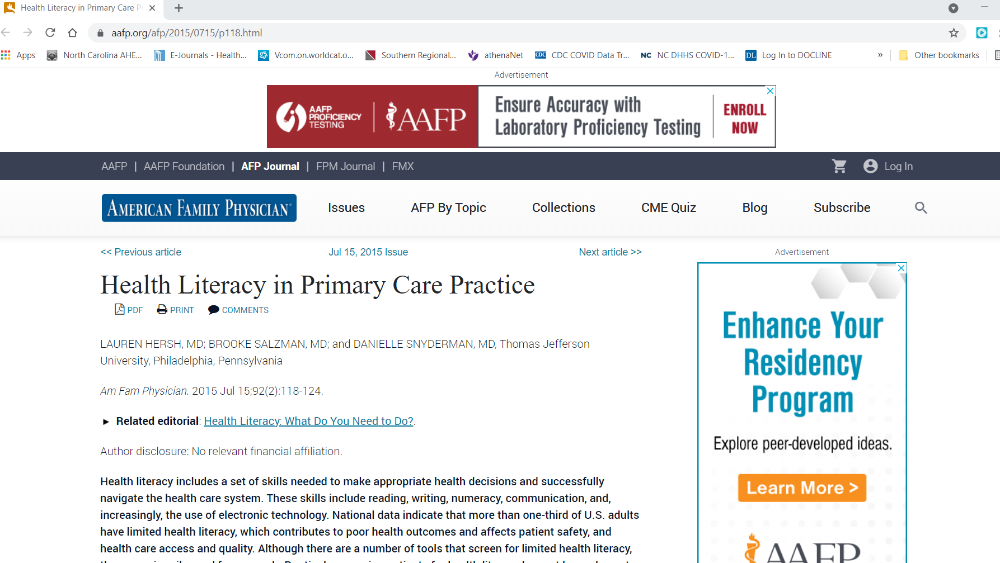 Health Literacy in Primary Care P
aafp.org/afp/2015/0715/p118.html
Apps North Carolina AHE... E-Journals - Health... Vcom.on.worldcat.o... Southern Regional... athenaNet CDC CDC COVID Data Tr... NC NC DHHS COVID-1... DL Log In to DOCLINE » Other bookmarks
Advertisement
AAFP
PROFICIENCY
TESTING
AAFP
Ensure Accuracy with
Laboratory Proficiency Testing
ENROLL
NOW
AAFP | AAFP Foundation | AFP Journal | FPM Journal | FMX Log In
AMERICAN FAMILY PHYSICIAN® Issues AFP By Topic Collections CME Quiz Blog Subscribe
<< Previous article Jul 15, 2015 Issue Next article >>
Health Literacy in Primary Care Practice
PDF PRINT COMMENTS
LAUREN HERSH, MD; BROOKE SALZMAN, MD; and DANIELLE SNYDERMAN, MD, Thomas Jefferson
University, Philadelphia, Pennsylvania
Am Fam Physician. 2015 Jul 15;92(2):118-124.
► Related editorial: Health Literacy: What Do You Need to Do?.
Author disclosure: No relevant financial affiliation.
Health literacy includes a set of skills needed to make appropriate health decisions and successfully
navigate the health care system. These skills include reading, writing, numeracy, communication, and,
increasingly, the use of electronic technology. National data indicate that more than one-third of U.S. adults
have limited health literacy, which contributes to poor health outcomes and affects patient safety, and
health care access and quality. Although there are a number of tools that screen for limited health literacy,
Advertisement
Enhance Your
Residency
Program
Explore peer-developed ideas.
Learn More >
AAFP